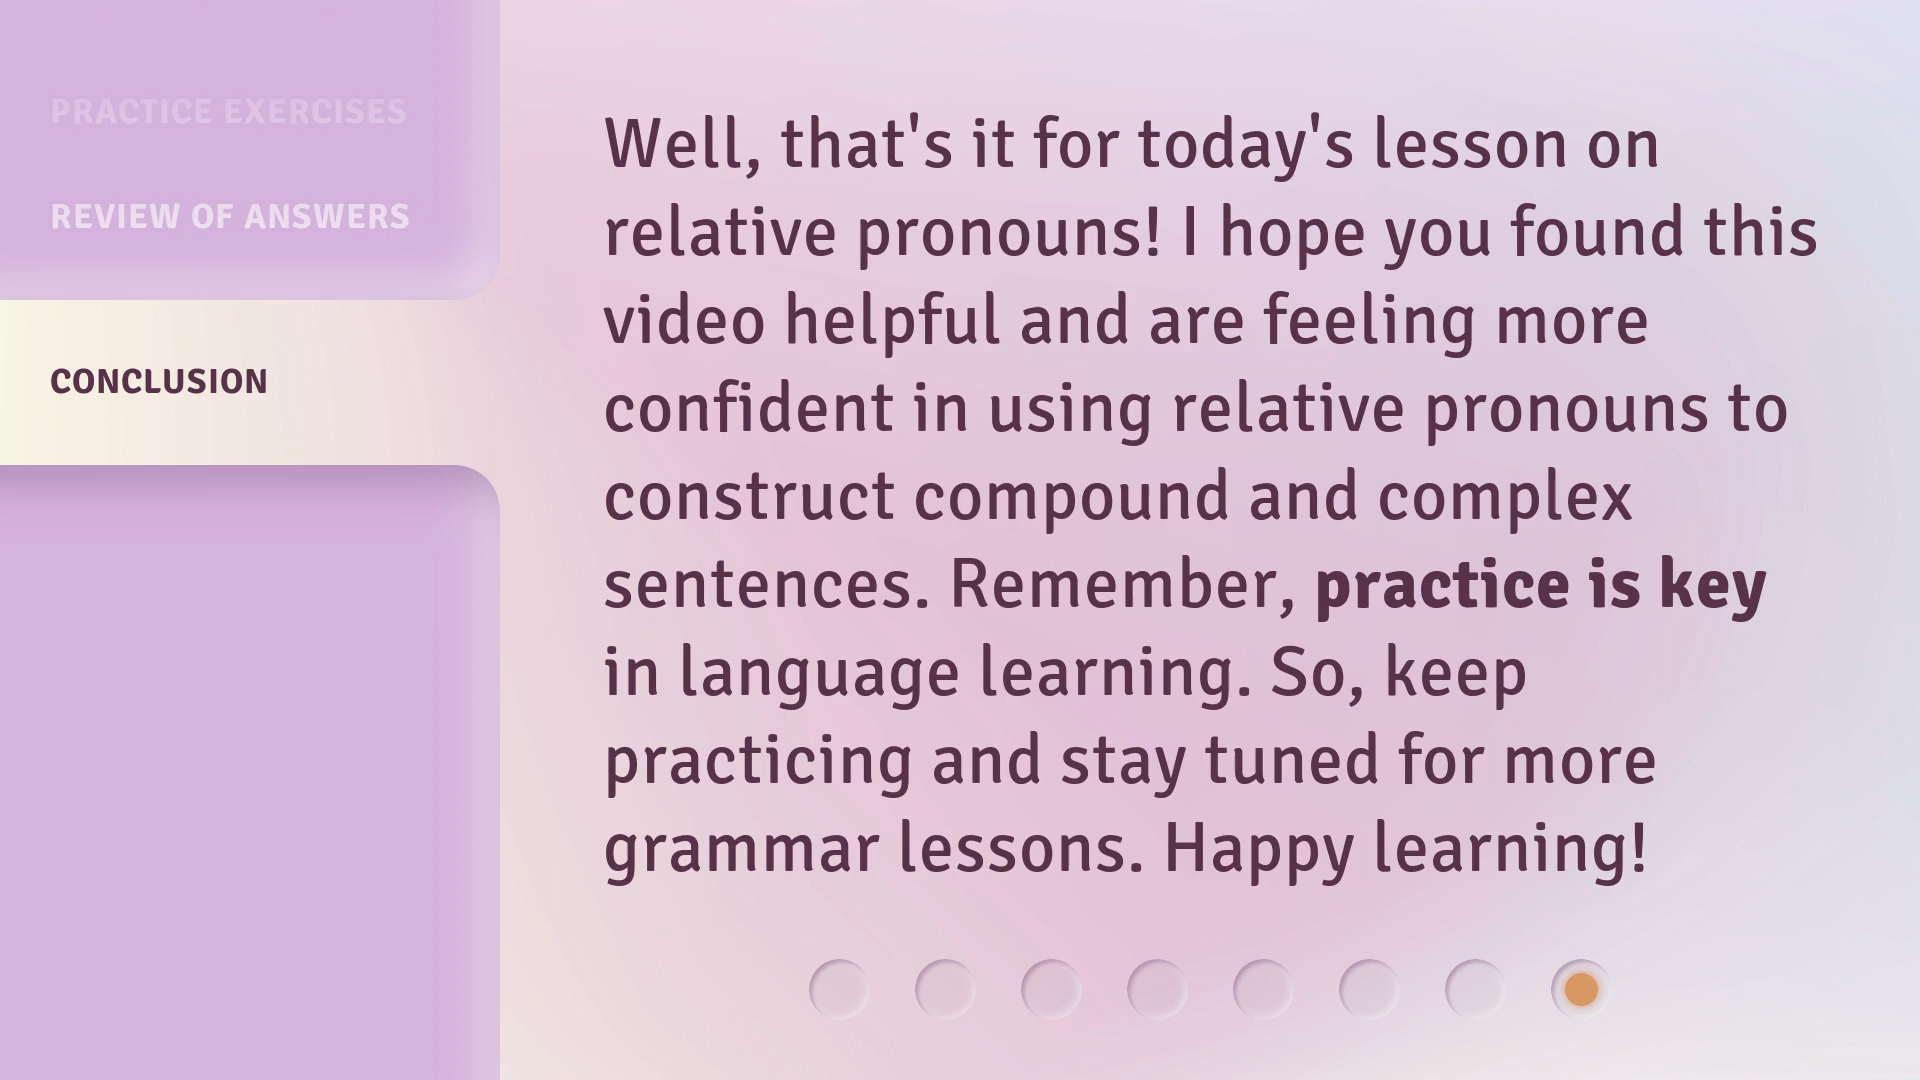 PRACTICE EXERCISES
REVIEW OF ANSWERS
CONCLUSION
Well, that's it for today's lesson on
relative pronouns! I hope you found this
video helpful and are feeling more
confident in using relative pronouns to
construct compound and complex
sentences. Remember, practice is key
in language learning. So, keep
practicing and stay tuned for more
grammar lessons. Happy learning!